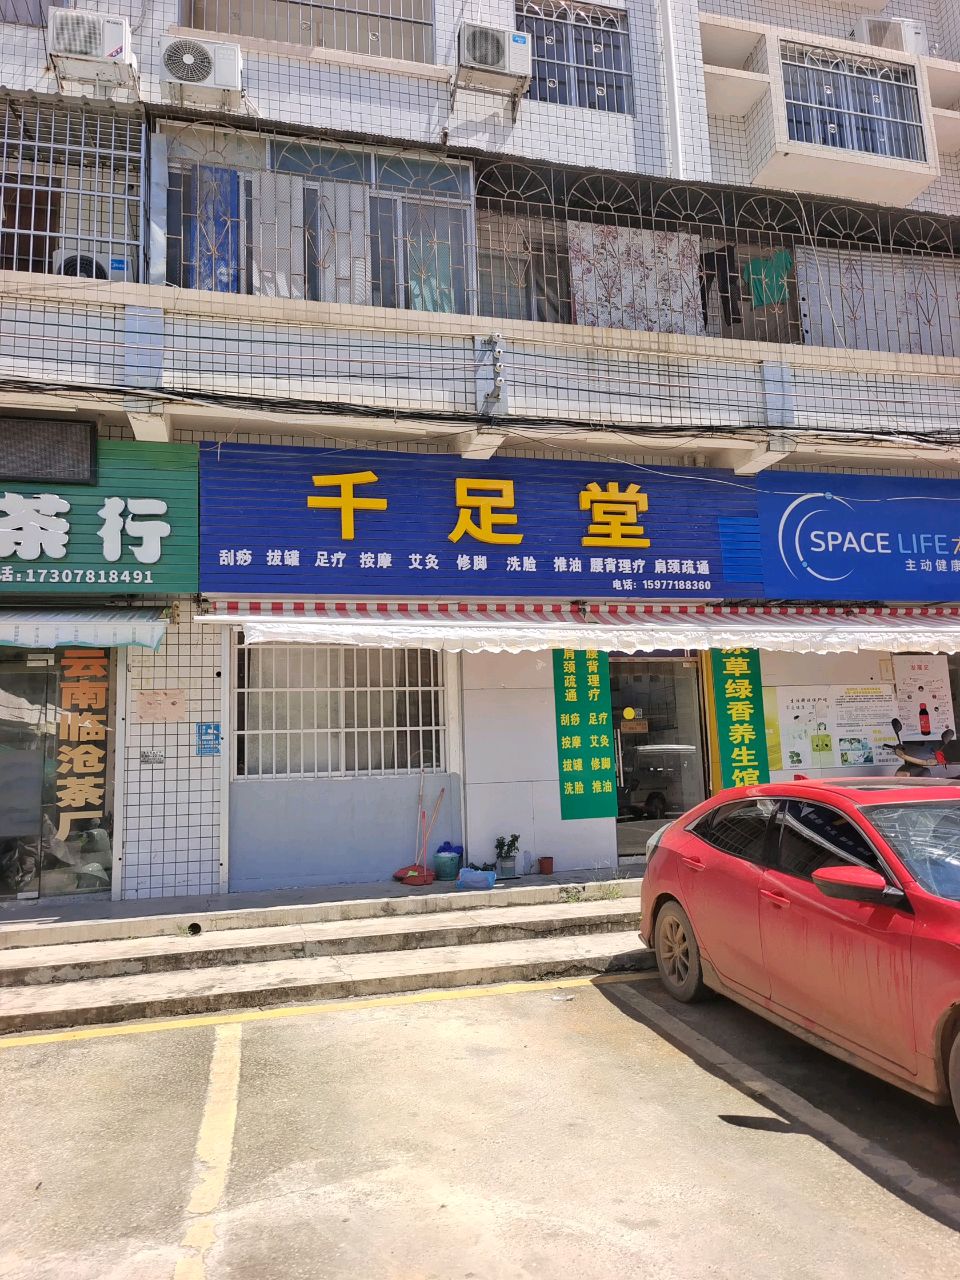 茶行
话:17307818491
千足堂
刮痧 拔罐 足疗 按摩 艾灸 修脚 洗脸 推油 腰背理疗 肩颈疏通
电话: 15977188360
SPACE LIFE
主动健康
云南临沧茶厂
肩颈疏通
腰背理疗
刮痧 足疗
按摩 艾灸
拔罐 修脚
洗脸 推油
草绿香养生馆
发展史